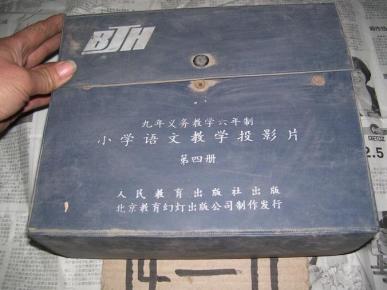 BTH
九年义务教学六年制
小学语文教学投影片
第四册
人民教育出版社出版
北京教育幻灯出版公司制作发行